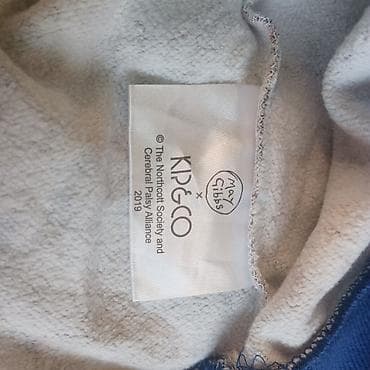 May
Gibbs
x
KIP&CO
© The Northcott Society and
Cerebral Palsy Alliance
2019